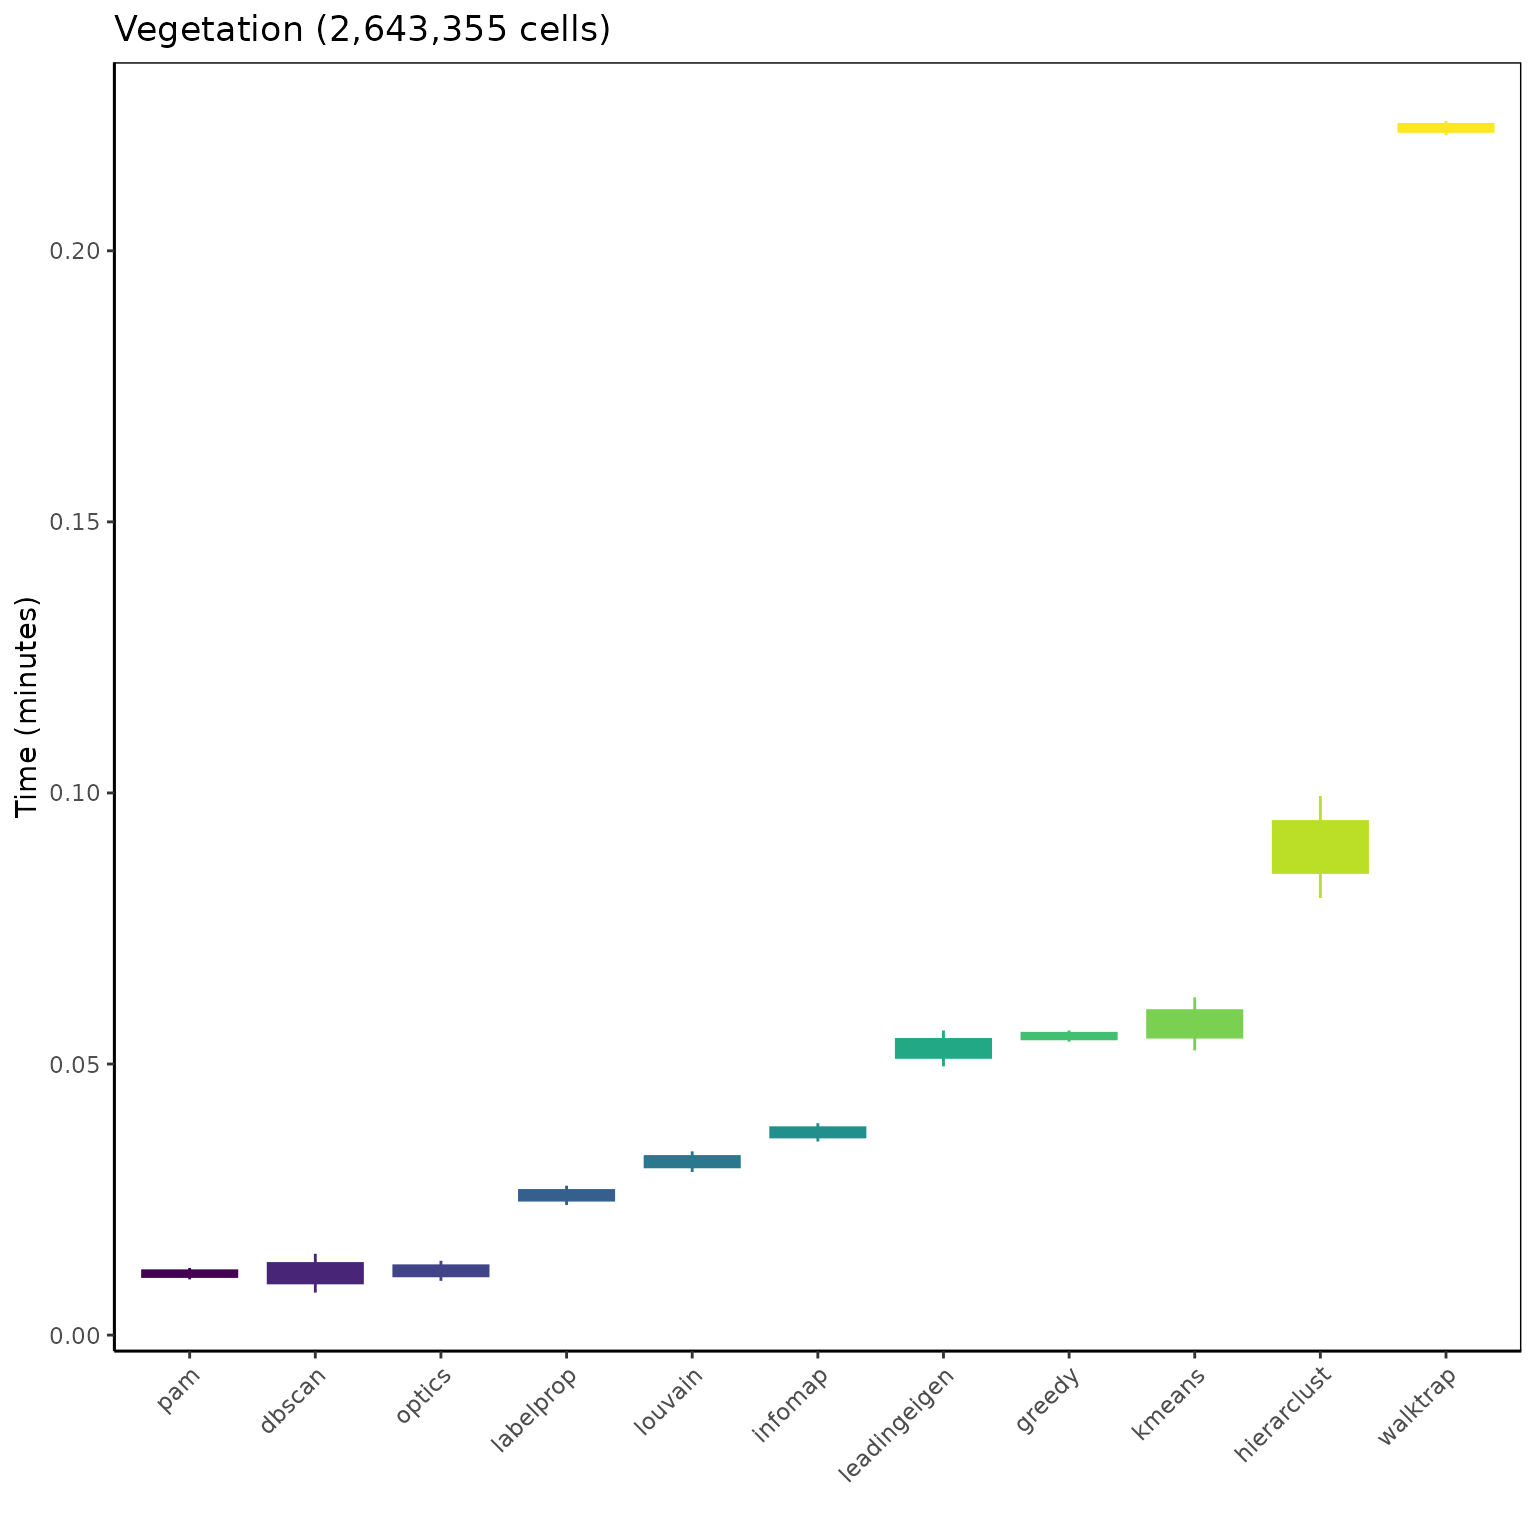 Vegetation (2,643,355 cells)
Time (minutes)
0.20
0.15
0.10
0.05
0.00
pam
dbscan
optics
labelprop
louvain
infomap
leadingeigen
greedy
kmeans
hierarclust
walktrap